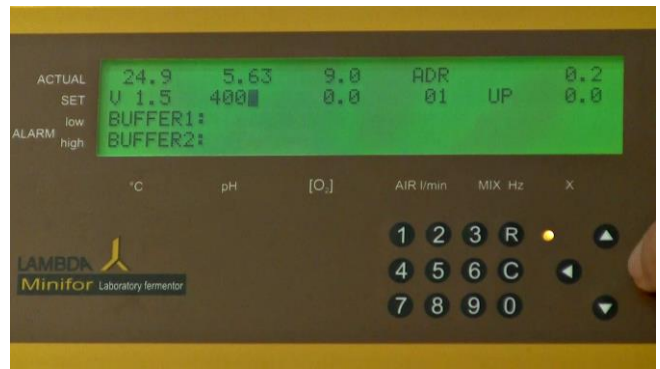 ACTUAL 24.9 5.63 9.0 ADR 0.2
SET V 1.5 400 0.0 01 UP 0.0
low BUFFER1:
ALARM
high BUFFER2:
°C pH [O₂] AIR l/min MIX Hz X
1 2 3 R
LAMBDA 4 5 6 C
Minifor Laboratory fermentor
7 8 9 0